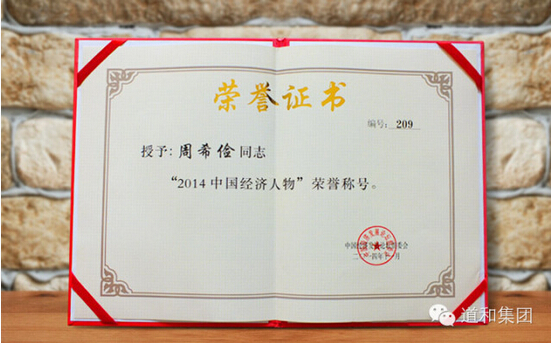 荣誉证书
编号：209
授予：周希俭同志
“2014中国经济人物”荣誉称号。
道和集团